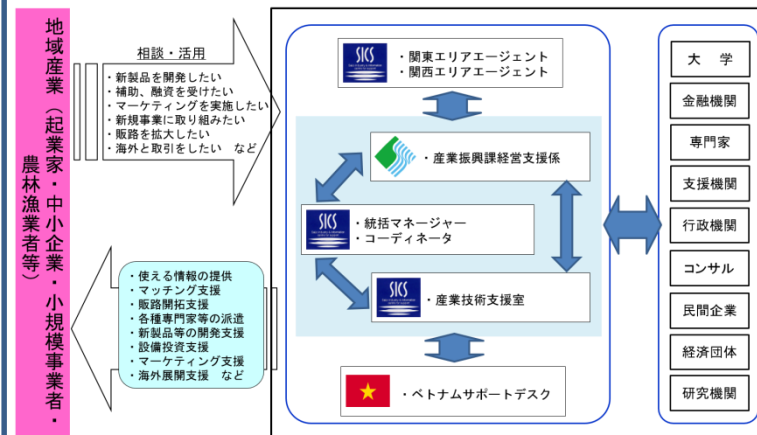 地域産業（起業家・中小企業・小規模事業者・
農林漁業者等）
相談・活用
・新製品を開発したい
・補助、融資を受けたい
・マーケティングを実施したい
・新規事業に取り組みたい
・販路を拡大したい
・海外と取引をしたい　など
・使える情報の提供
・マッチング支援
・販路開拓支援
・各種専門家等の派遣
・新製品等の開発支援
・設備投資支援
・マーケティング支援
・海外展開支援　など
SICS
・関東エリアエージェント
・関西エリアエージェント
・産業振興課経営支援係
SICS
・統括マネージャー
・コーディネータ
SICS
・産業技術支援室
・ベトナムサポートデスク
大　学
金融機関
専門家
支援機関
行政機関
コンサル
民間企業
経済団体
研究機関